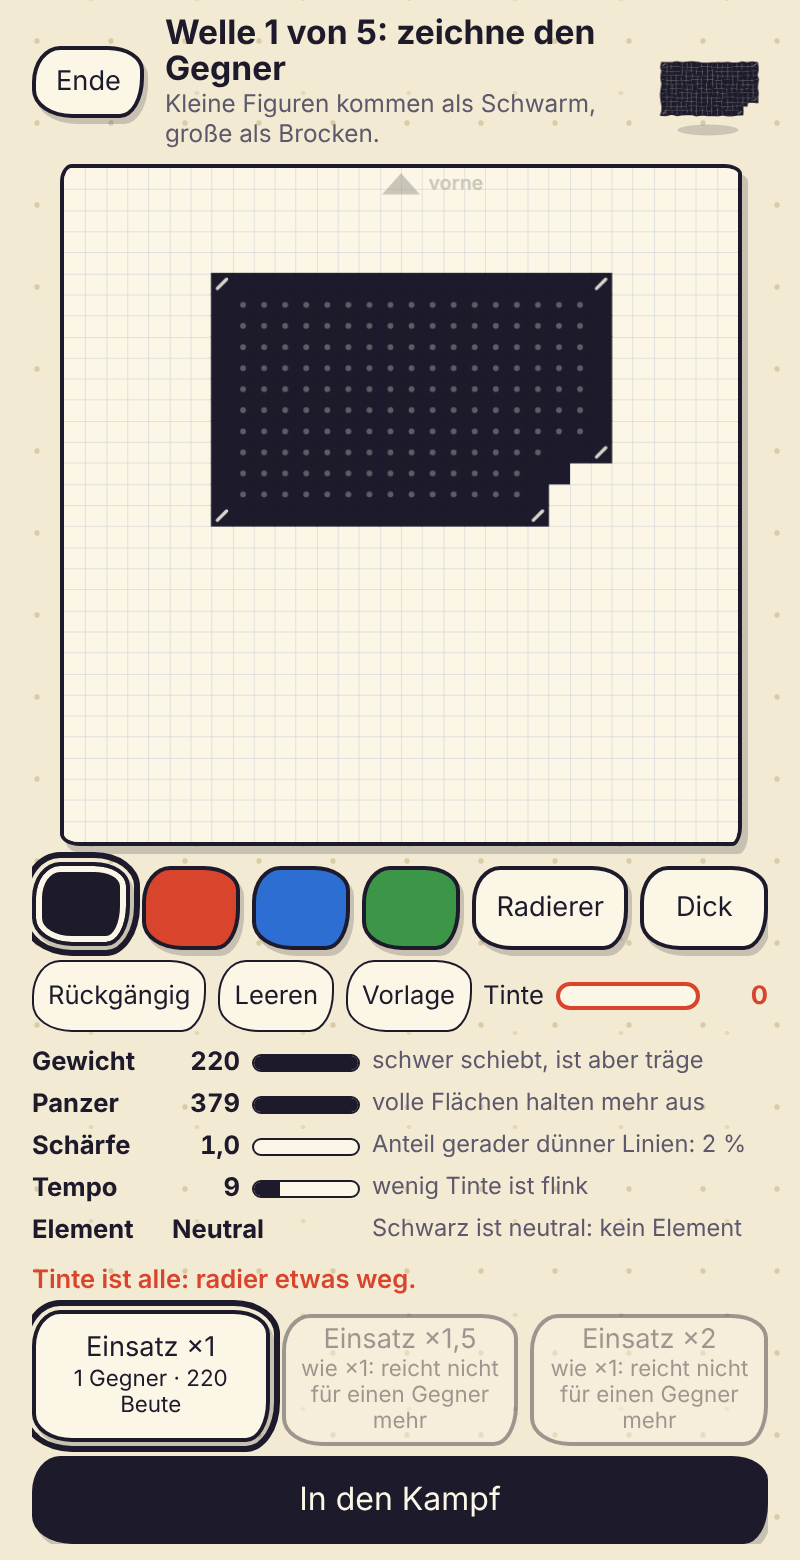 Ende
Welle 1 von 5: zeichne den
Gegner
Kleine Figuren kommen als Schwarm,
große als Brocken.
vorne
Radierer
Dick
Rückgängig
Leeren
Vorlage
Tinte
0
Gewicht 220 schwer schiebt, ist aber träge
Panzer 379 volle Flächen halten mehr aus
Schärfe 1,0 Anteil gerader dünner Linien: 2 %
Tempo 9 wenig Tinte ist flink
Element Neutral Schwarz ist neutral: kein Element
Tinte ist alle: radier etwas weg.
Einsatz ×1
1 Gegner · 220
Beute
Einsatz ×1,5
wie ×1: reicht nicht
für einen Gegner
mehr
Einsatz ×2
wie ×1: reicht nicht
für einen Gegner
mehr
In den Kampf